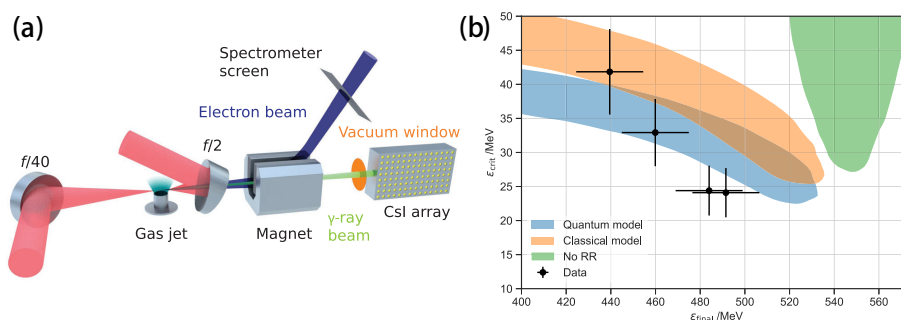 (a)
Spectrometer
screen
Electron beam
Vacuum window
f/2
f/40
Gas jet
Magnet
γ-ray
beam
CsI array
(b)
50
45
40
35
30
25
20
15
10
εcrit /MeV
Quantum model
Classical model
No RR
Data
400 420 440 460 480 500 520 540 560
εfinal /MeV